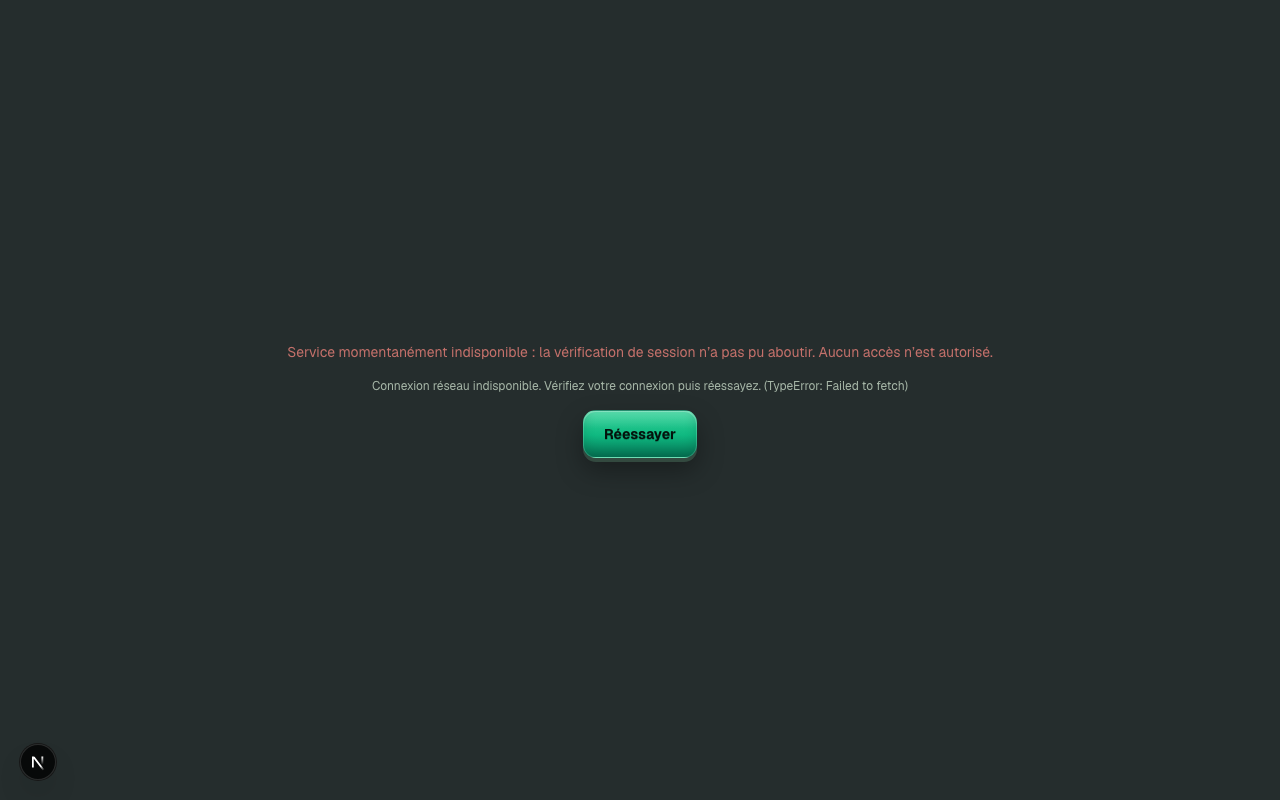 Service momentanément indisponible : la vérification de session n'a pas pu aboutir. Aucun accès n'est autorisé.
Connexion réseau indisponible. Vérifiez votre connexion puis réessayez. (TypeError: Failed to fetch)
Réessayer
N